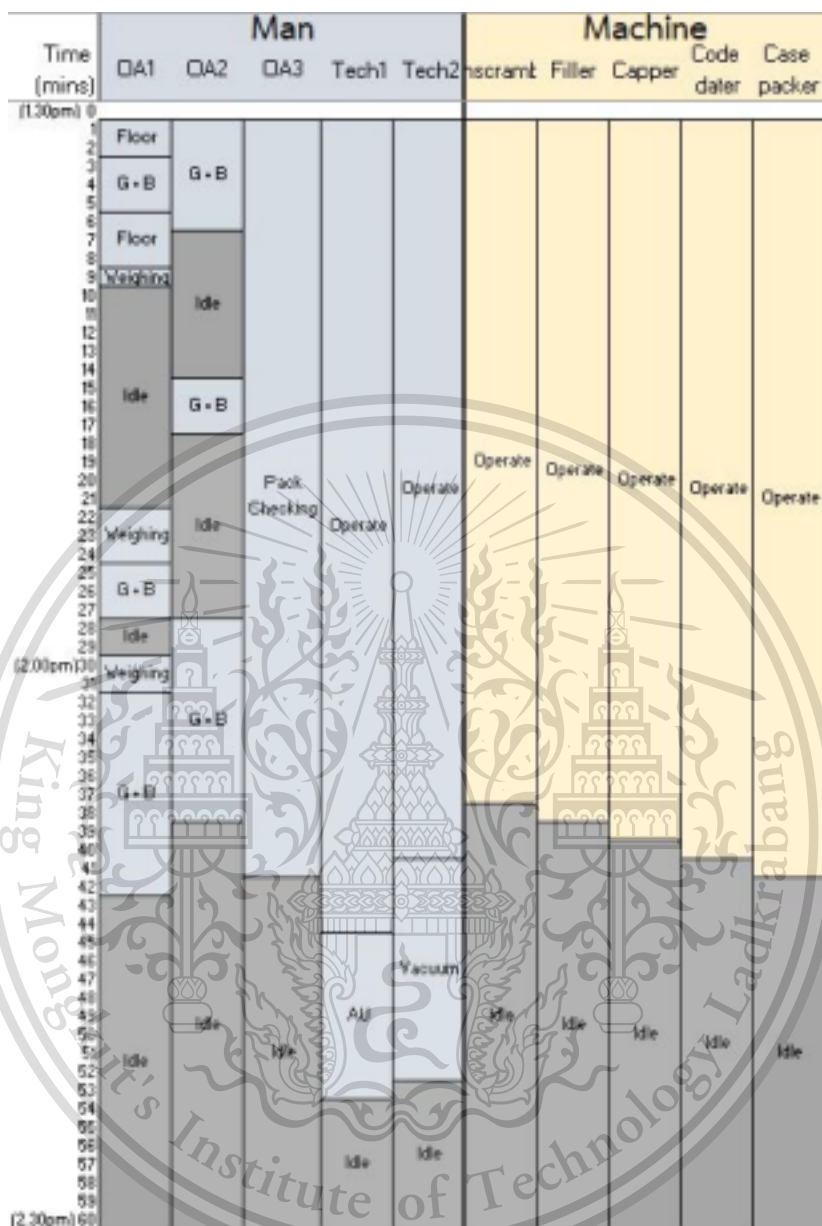 Man Machine
Time (mins) OA1 OA2 OA3 Tech1 Tech2 nscramb Filler Capper Code dater Case packer
(1.30pm) 0
1
Floor
2
3
G+B
4
G+B
5
6
7
Floor
8
9
Weighing
10
Idle
11
12
13
14
15
Idle
16
G+B
17
18
19
Operate
20
Pack Checking
Operate
Operate
Operate
Operate
Operate
21
22
23
Weighing
Idle
Operate
24
25
26
G+B
27
28
Idle
29
(2.00pm)30
Weighing
31
32
33
G+B
34
35
36
37
G+B
38
39
40
41
42
43
44
45
46
47
Vacuum
48
49
AU
Idle
50
Idle
Idle
Idle
Idle
51
Idle
Idle
Idle
52
53
54
55
56
57
Idle
Idle
58
59
(2.30pm)60
King Mongkut's Institute of Technology Ladkrabang